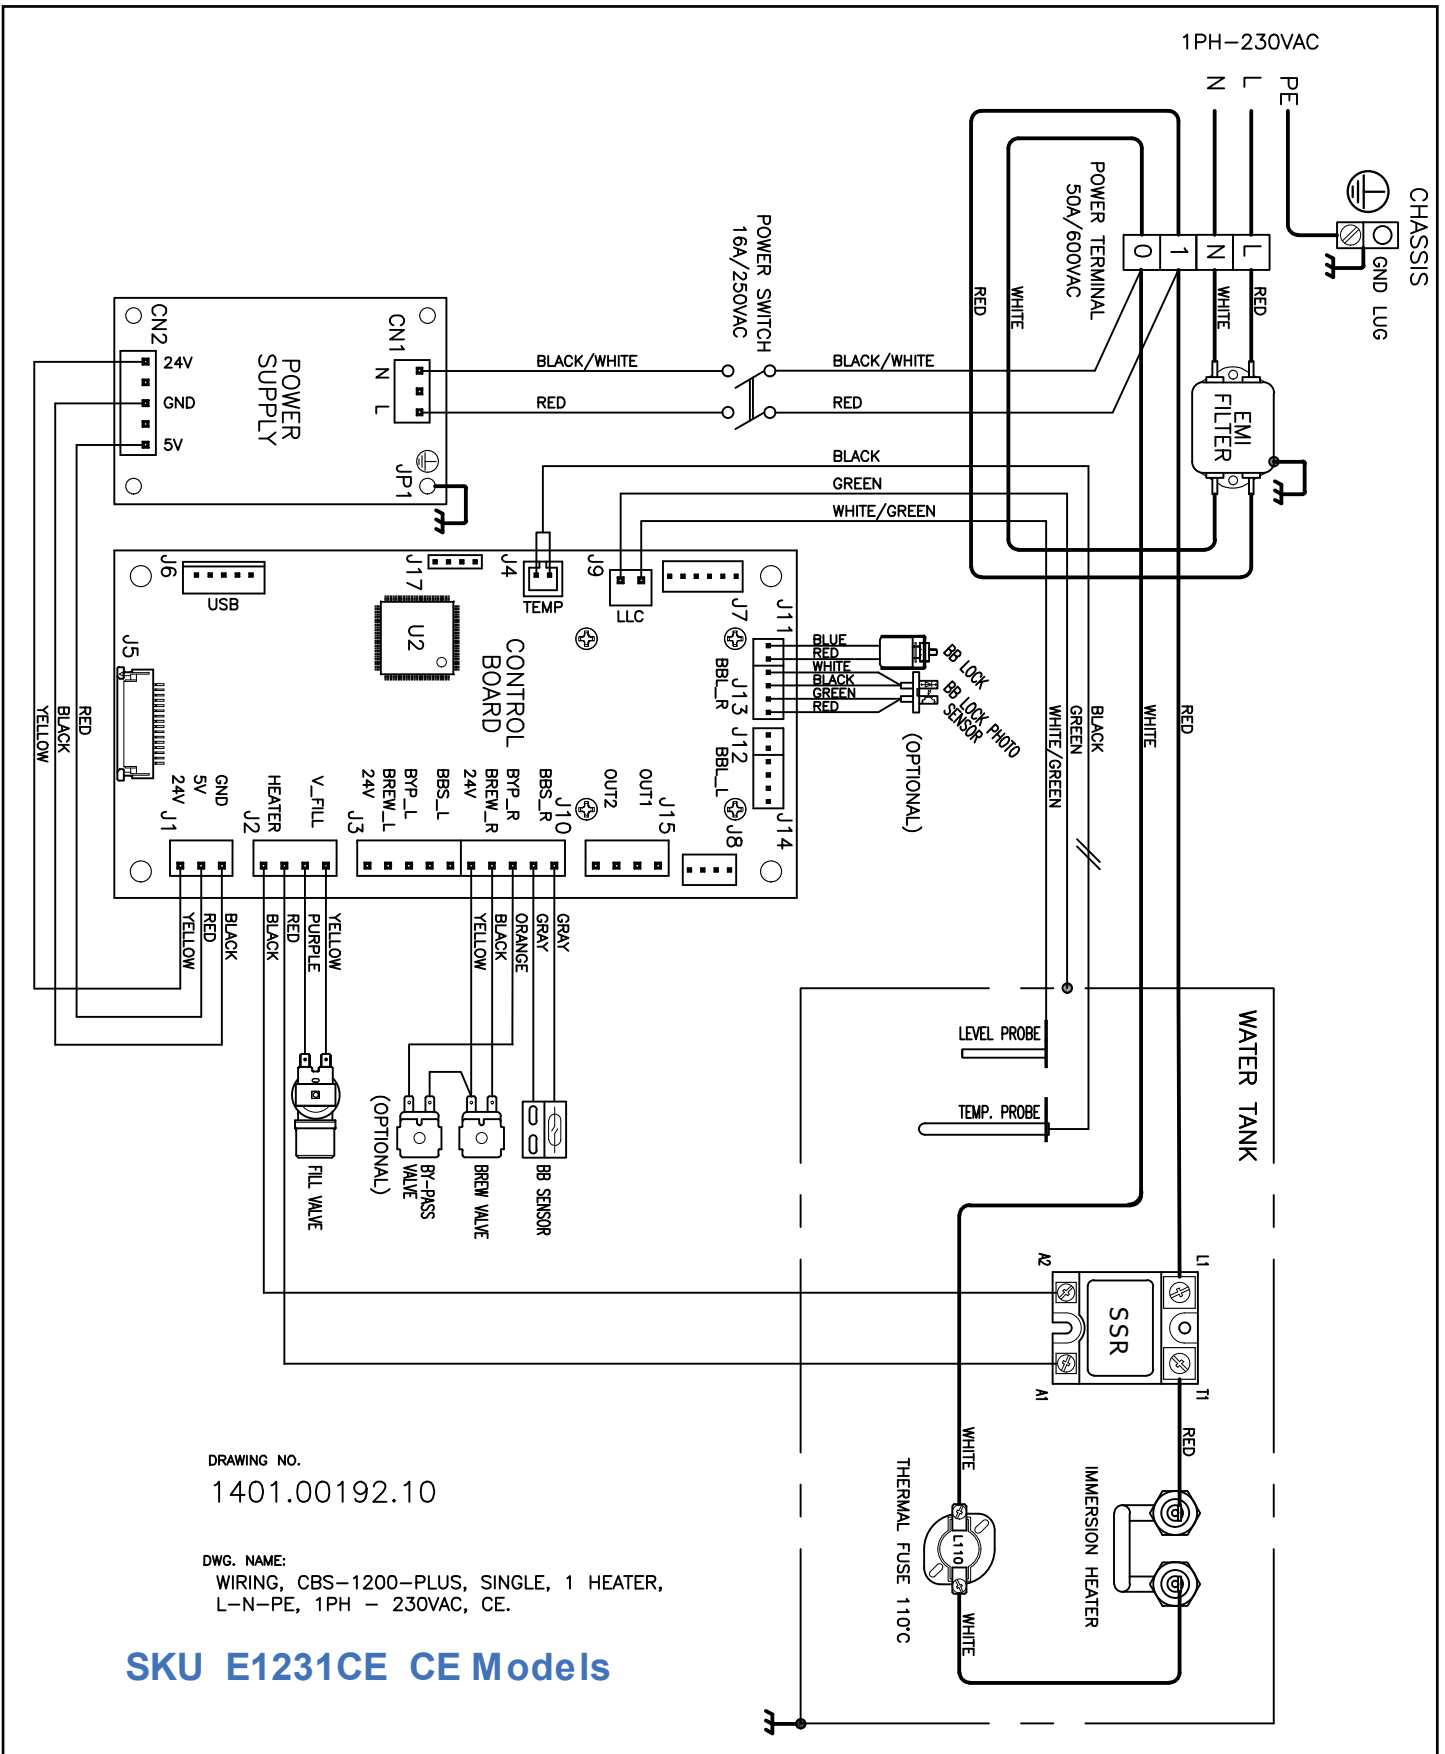 1PH-230VAC
N
L
PE
CHASSIS
GND LUG
POWER TERMINAL
50A/600VAC
0
1
N
L
RED
WHITE
WHITE
RED
EMI
FILTER
POWER SWITCH
16A/250VAC
BLACK/WHITE
BLACK/WHITE
RED
RED
CN2
24V
GND
5V
POWER
SUPPLY
CN1
N
L
JP1
BLACK
GREEN
WHITE/GREEN
J6
USB
J17
J4
TEMP
J9
LLC
J7
J11
U2
CONTROL
BOARD
J5
BBL_R
J13
BLUE
RED
WHITE
BLACK
GREEN
RED
BB LOCK
BB LOCK PHOTO
SENSOR
(OPTIONAL)
J12
BBL_L
J14
J8
YELLOW
BLACK
RED
24V
5V
GND
J1
HEATER
V_FILL
J2
24V
BREW_L
BYP_L
BBS_L
J3
24V
BREW_R
BYP_R
BBS_R
J10
OUT2
OUT1
J15
WHITE/GREEN
GREEN
BLACK
WHITE
RED
YELLOW
RED
BLACK
BLACK
RED
PURPLE
YELLOW
YELLOW
BLACK
ORANGE
GRAY
GRAY
FILL VALVE
(OPTIONAL)
BY-PASS
VALVE
BREW VALVE
BB SENSOR
WATER TANK
LEVEL PROBE
TEMP. PROBE
A2
L1
SSR
A1
T1
WHITE
RED
THERMAL FUSE 110°C
L110
IMMERSION HEATER
WHITE
DRAWING NO.
1401.00192.10
DWG. NAME:
WIRING, CBS-1200-PLUS, SINGLE, 1 HEATER,
L-N-PE, 1PH - 230VAC, CE.
SKU E1231CE CE Models